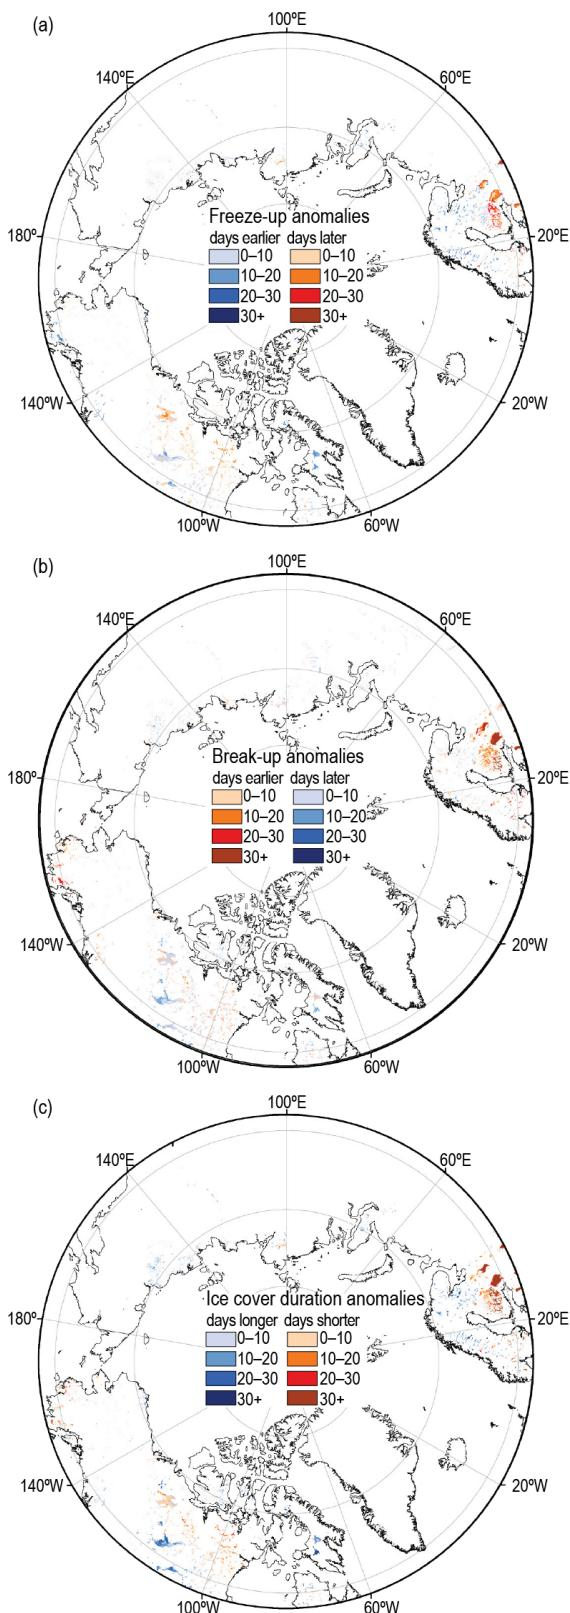 (a)
100ºE
140ºE
60ºE
Freeze-up anomalies
days earlier days later
0–10 0–10
10–20 10–20
20–30 20–30
30+ 30+
180º
20ºE
140ºW
20ºW
100ºW
60ºW
(b)
100ºE
140ºE
60ºE
Break-up anomalies
days earlier days later
0–10 0–10
10–20 10–20
20–30 20–30
30+ 30+
180º
20ºE
140ºW
20ºW
100ºW
60ºW
(c)
100ºE
140ºE
60ºE
Ice cover duration anomalies
days longer days shorter
0–10 0–10
10–20 10–20
20–30 20–30
30+ 30+
180º
20ºE
140ºW
20ºW
100ºW
60ºW